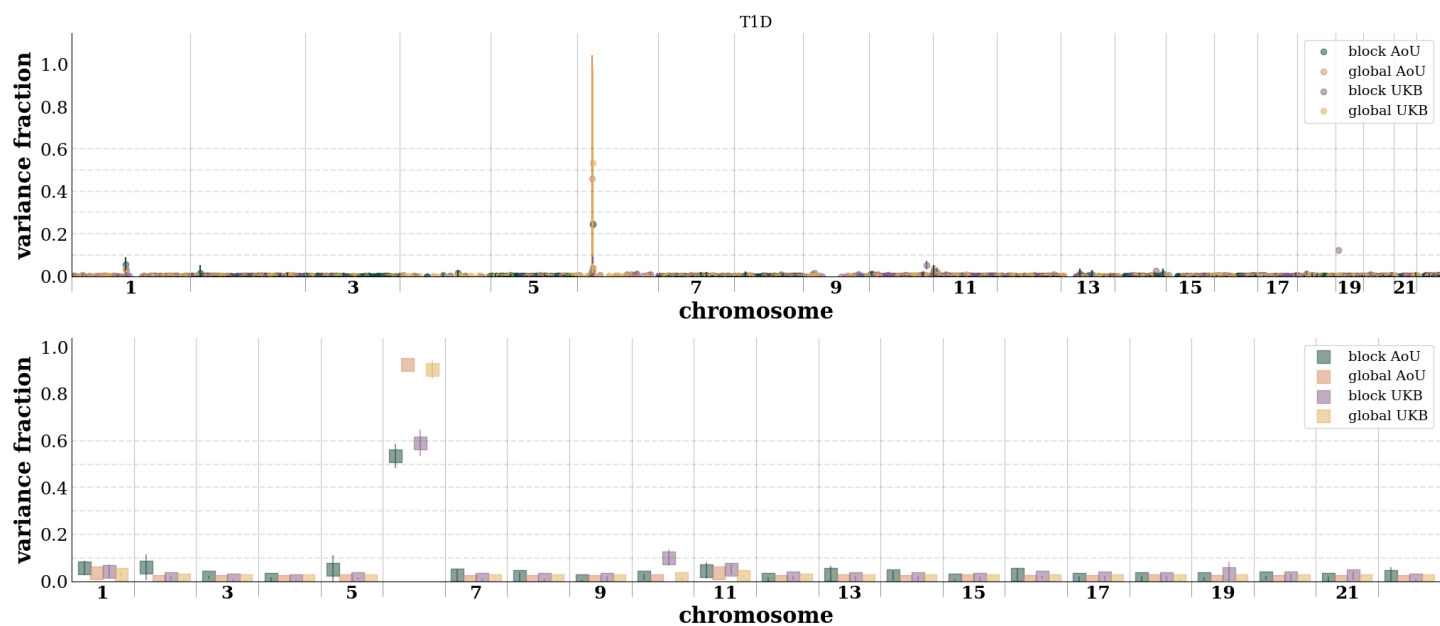 T1D
variance fraction
1.0
0.8
0.6
0.4
0.2
0.0
block AoU
global AoU
block UKB
global UKB
1 3 5 7 9 11 13 15 17 19 21
chromosome
variance fraction
1.0
0.8
0.6
0.4
0.2
0.0
block AoU
global AoU
block UKB
global UKB
1 3 5 7 9 11 13 15 17 19 21
chromosome